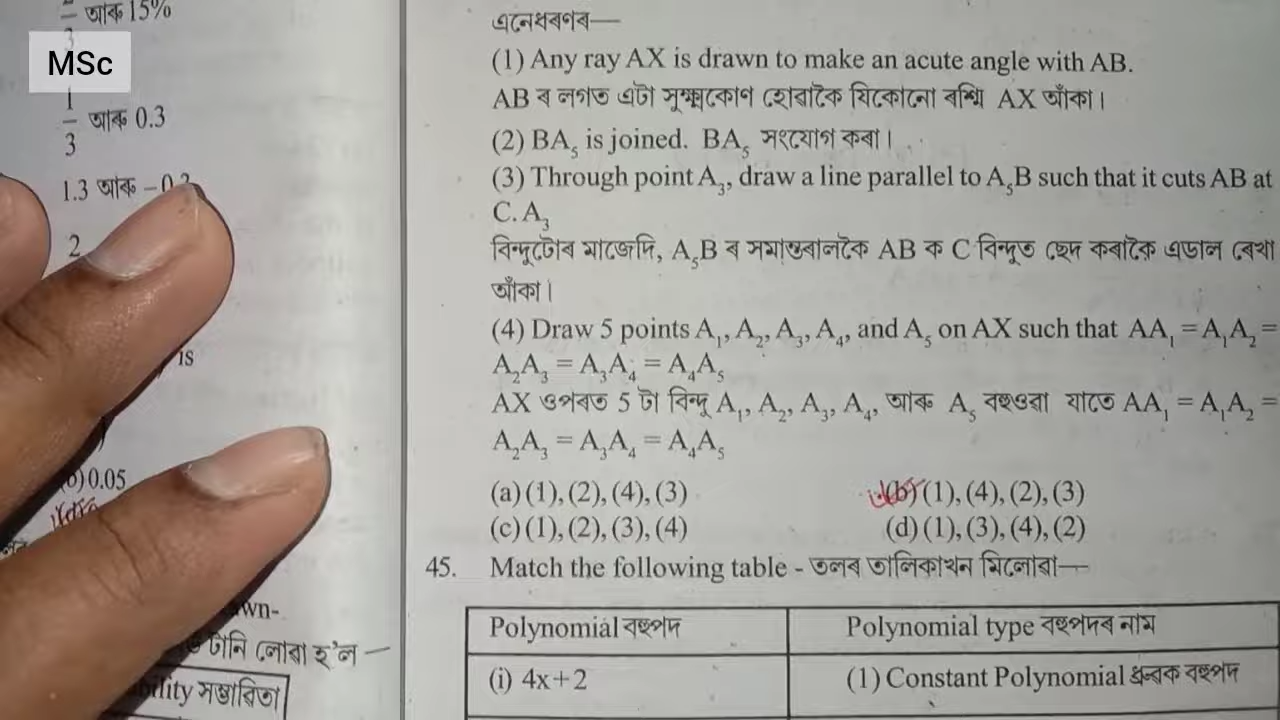 3 আৰু 15%
MSc
1/3 আৰু 0.3
1.3 আৰু –0.3
2
is
0.05
awn-
টানি লোৱা হ'ল —
bility সম্ভাৱিতা
এনেধৰণৰ—
(1) Any ray AX is drawn to make an acute angle with AB.
AB ৰ লগত এটা সূক্ষ্মকোণ হোৱাকৈ যিকোনো ৰশ্মি AX আঁকা।
(2) BA₅ is joined. BA₅ সংযোগ কৰা।
(3) Through point A₃, draw a line parallel to A₅B such that it cuts AB at
C. A₃
বিন্দুটোৰ মাজেদি, A₅B ৰ সমান্তৰালকৈ AB ক C বিন্দুত ছেদ কৰাকৈ এডাল ৰেখা
আঁকা।
(4) Draw 5 points A₁, A₂, A₃, A₄, and A₅ on AX such that AA₁ = A₁A₂ =
A₂A₃ = A₃A₄ = A₄A₅
AX ওপৰত 5 টা বিন্দু A₁, A₂, A₃, A₄, আৰু A₅ বহুওৱা যাতে AA₁ = A₁A₂ =
A₂A₃ = A₃A₄ = A₄A₅
(a) (1), (2), (4), (3) (b) (1), (4), (2), (3)
(c) (1), (2), (3), (4) (d) (1), (3), (4), (2)
45. Match the following table - তলৰ তালিকাখন মিলোৱা—
Polynomial বহুপদ Polynomial type বহুপদৰ নাম
(i) 4x+2 (1) Constant Polynomial ধ্ৰুৱক বহুপদ